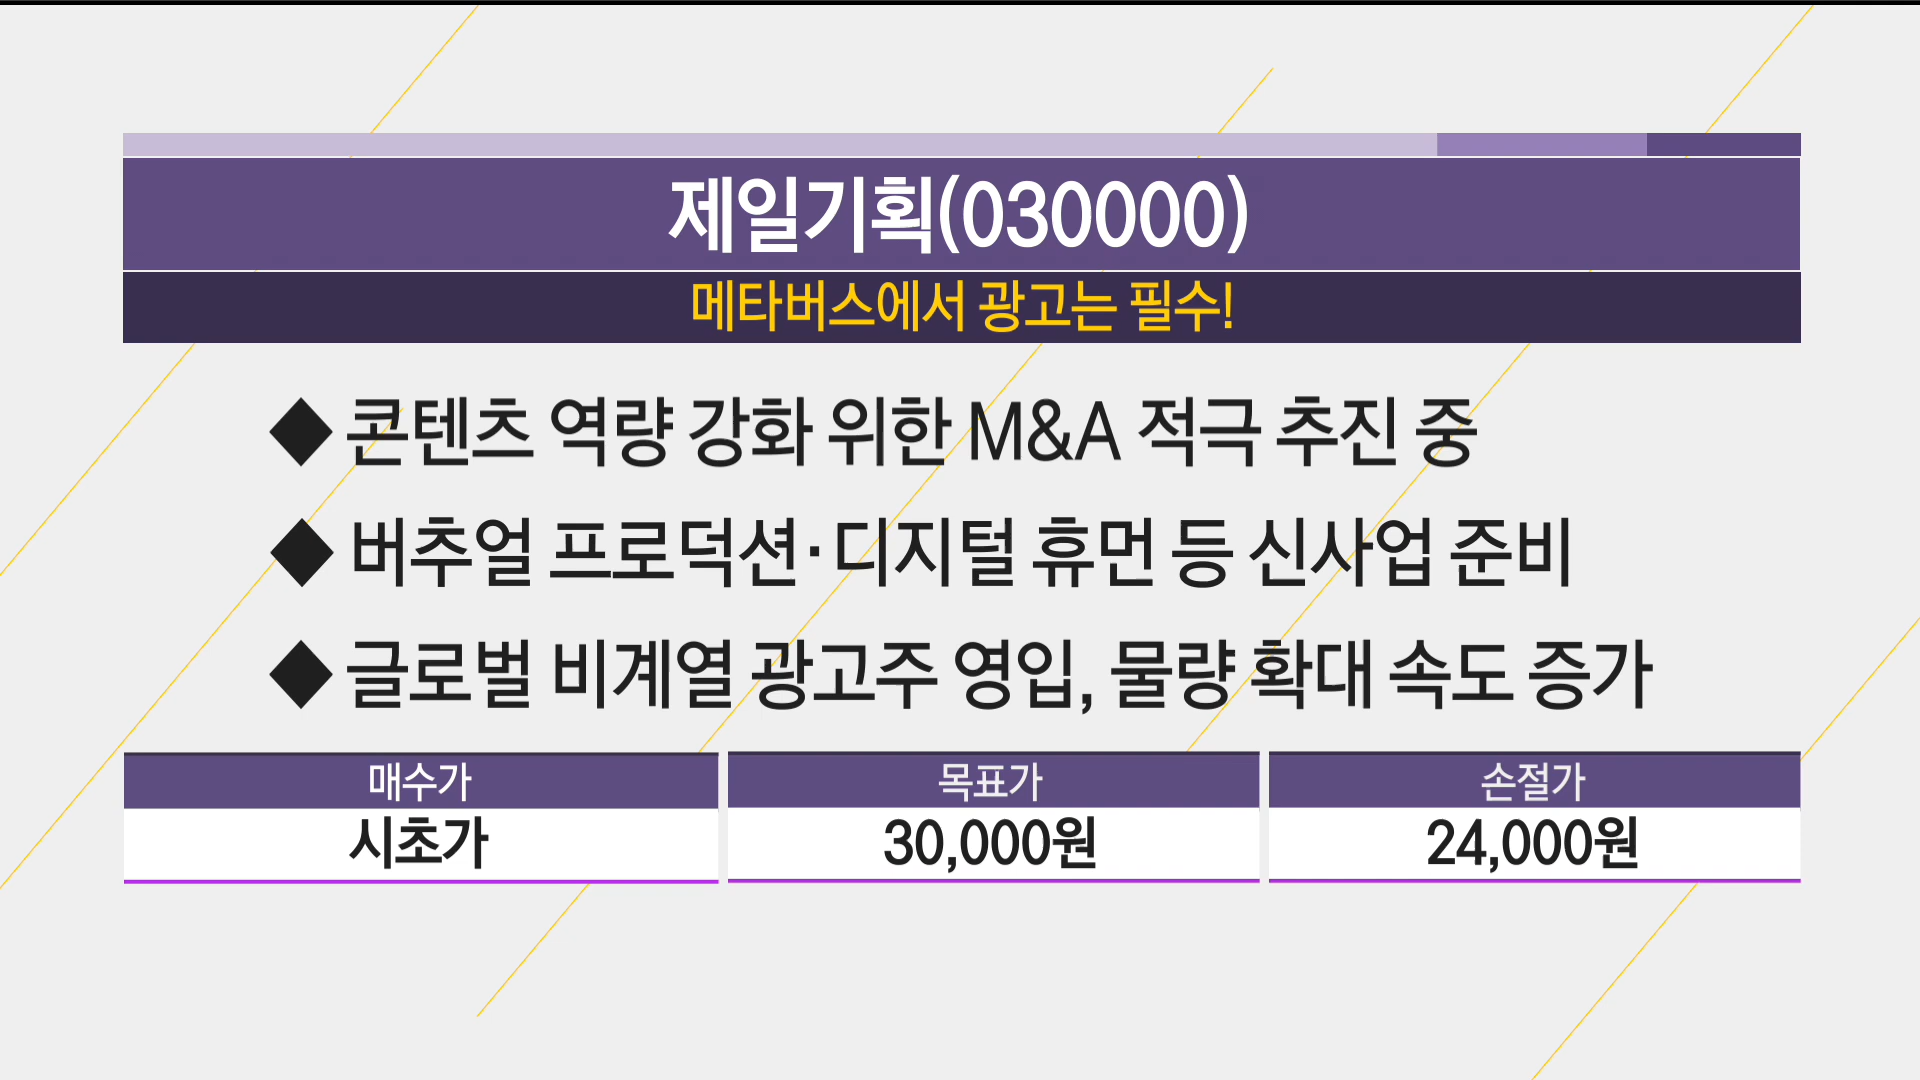 제일기획(030000)
메타버스에서 광고는 필수!
◆ 콘텐츠 역량 강화 위한 M&A 적극 추진 중
◆ 버추얼 프로덕션·디지털 휴먼 등 신사업 준비
◆ 글로벌 비계열 광고주 영입, 물량 확대 속도 증가
매수가 목표가 손절가
시초가 30,000원 24,000원